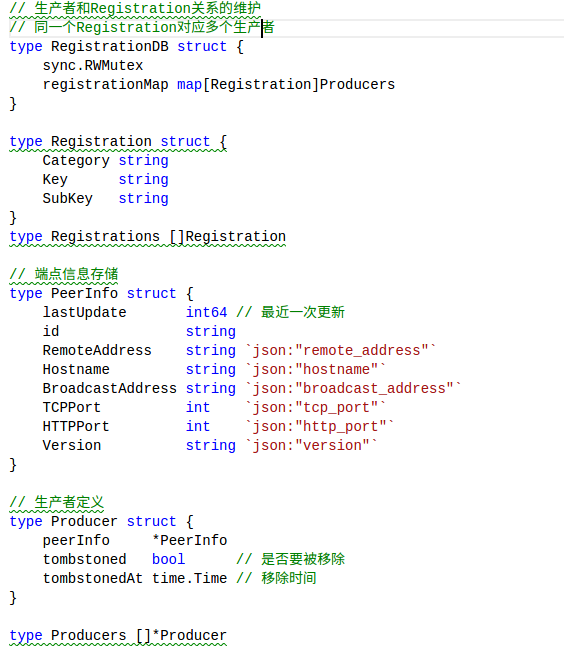 // 生产者和Registration关系的维护
// 同一个Registration对应多个生产者
type RegistrationDB struct {
    sync.RWMutex
    registrationMap map[Registration]Producers
}

type Registration struct {
    Category string
    Key      string
    SubKey   string
}
type Registrations []Registration

// 端点信息存储
type PeerInfo struct {
    lastUpdate       int64 // 最近一次更新
    id               string
    RemoteAddress    string `json:"remote_address"`
    Hostname         string `json:"hostname"`
    BroadcastAddress string `json:"broadcast_address"`
    TCPPort          int    `json:"tcp_port"`
    HTTPPort         int    `json:"http_port"`
    Version          string `json:"version"`
}

// 生产者定义
type Producer struct {
    peerInfo     *PeerInfo
    tombstoned   bool      // 是否要被移除
    tombstonedAt time.Time // 移除时间
}

type Producers []*Producer